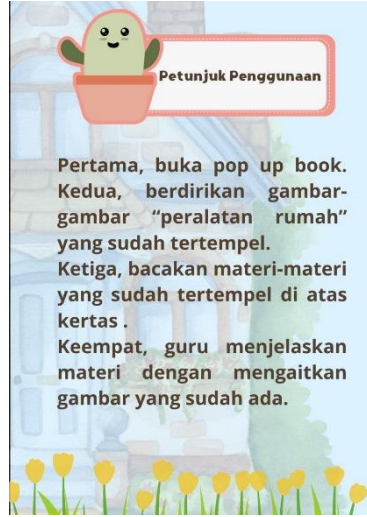 Petunjuk Penggunaan
Pertama, buka pop up book.
Kedua, berdirikan gambar-
gambar “peralatan rumah”
yang sudah tertempel.
Ketiga, bacakan materi-materi
yang sudah tertempel di atas
kertas .
Keempat, guru menjelaskan
materi dengan mengaitkan
gambar yang sudah ada.